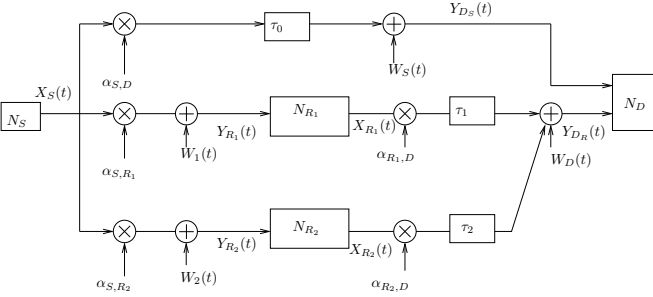 Y_{D_S}(t)
τ_0
α_{S,D}
W_S(t)
X_S(t)
N_S
N_{R_1}
τ_1
N_D
Y_{R_1}(t)
X_{R_1}(t)
Y_{D_R}(t)
W_1(t)
α_{R_1,D}
W_D(t)
α_{S,R_1}
N_{R_2}
τ_2
Y_{R_2}(t)
X_{R_2}(t)
W_2(t)
α_{S,R_2}
α_{R_2,D}